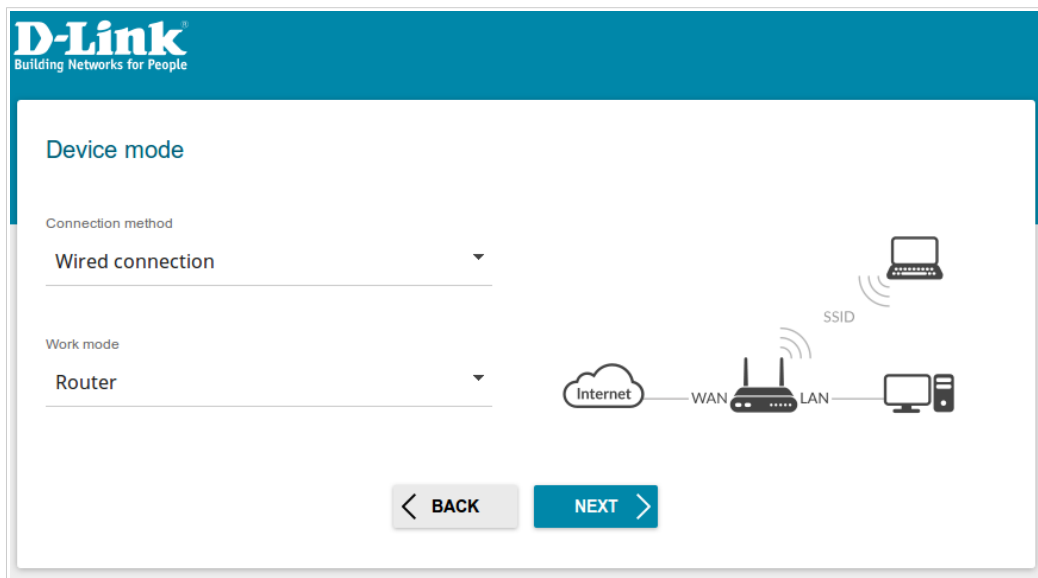 D-Link®
Building Networks for People
Device mode
Connection method
Wired connection
Work mode
Router
SSID
Internet
WAN
LAN
BACK
NEXT